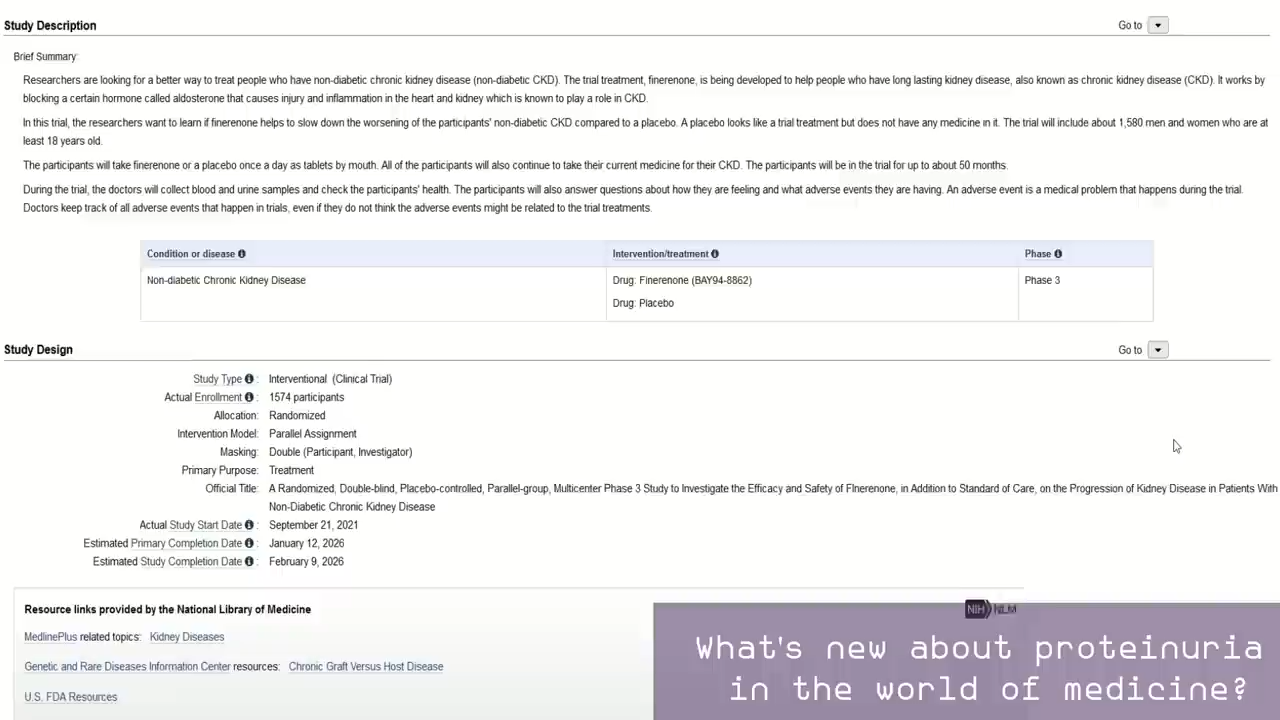 Study Description
Go to
Brief Summary:
Researchers are looking for a better way to treat people who have non-diabetic chronic kidney disease (non-diabetic CKD). The trial treatment, finerenone, is being developed to help people who have long lasting kidney disease, also known as chronic kidney disease (CKD). It works by
blocking a certain hormone called aldosterone that causes injury and inflammation in the heart and kidney which is known to play a role in CKD.
In this trial, the researchers want to learn if finerenone helps to slow down the worsening of the participants' non-diabetic CKD compared to a placebo. A placebo looks like a trial treatment but does not have any medicine in it. The trial will include about 1,580 men and women who are at
least 18 years old.
The participants will take finerenone or a placebo once a day as tablets by mouth. All of the participants will also continue to take their current medicine for their CKD. The participants will be in the trial for up to about 50 months.
During the trial, the doctors will collect blood and urine samples and check the participants' health. The participants will also answer questions about how they are feeling and what adverse events they are having. An adverse event is a medical problem that happens during the trial.
Doctors keep track of all adverse events that happen in trials, even if they do not think the adverse events might be related to the trial treatments.
Condition or disease Intervention/treatment Phase
Non-diabetic Chronic Kidney Disease Drug: Finerenone (BAY94-8862) Phase 3
Drug: Placebo
Study Design
Go to
Study Type : Interventional (Clinical Trial)
Actual Enrollment : 1574 participants
Allocation: Randomized
Intervention Model: Parallel Assignment
Masking: Double (Participant, Investigator)
Primary Purpose: Treatment
Official Title: A Randomized, Double-blind, Placebo-controlled, Parallel-group, Multicenter Phase 3 Study to Investigate the Efficacy and Safety of FInerenone, in Addition to Standard of Care, on the Progression of Kidney Disease in Patients With
Non-Diabetic Chronic Kidney Disease
Actual Study Start Date : September 21, 2021
Estimated Primary Completion Date : January 12, 2026
Estimated Study Completion Date : February 9, 2026
Resource links provided by the National Library of Medicine
NIH NLM
MedlinePlus related topics: Kidney Diseases
Genetic and Rare Diseases Information Center resources: Chronic Graft Versus Host Disease
U.S. FDA Resources
What's new about proteinuria
in the world of medicine?